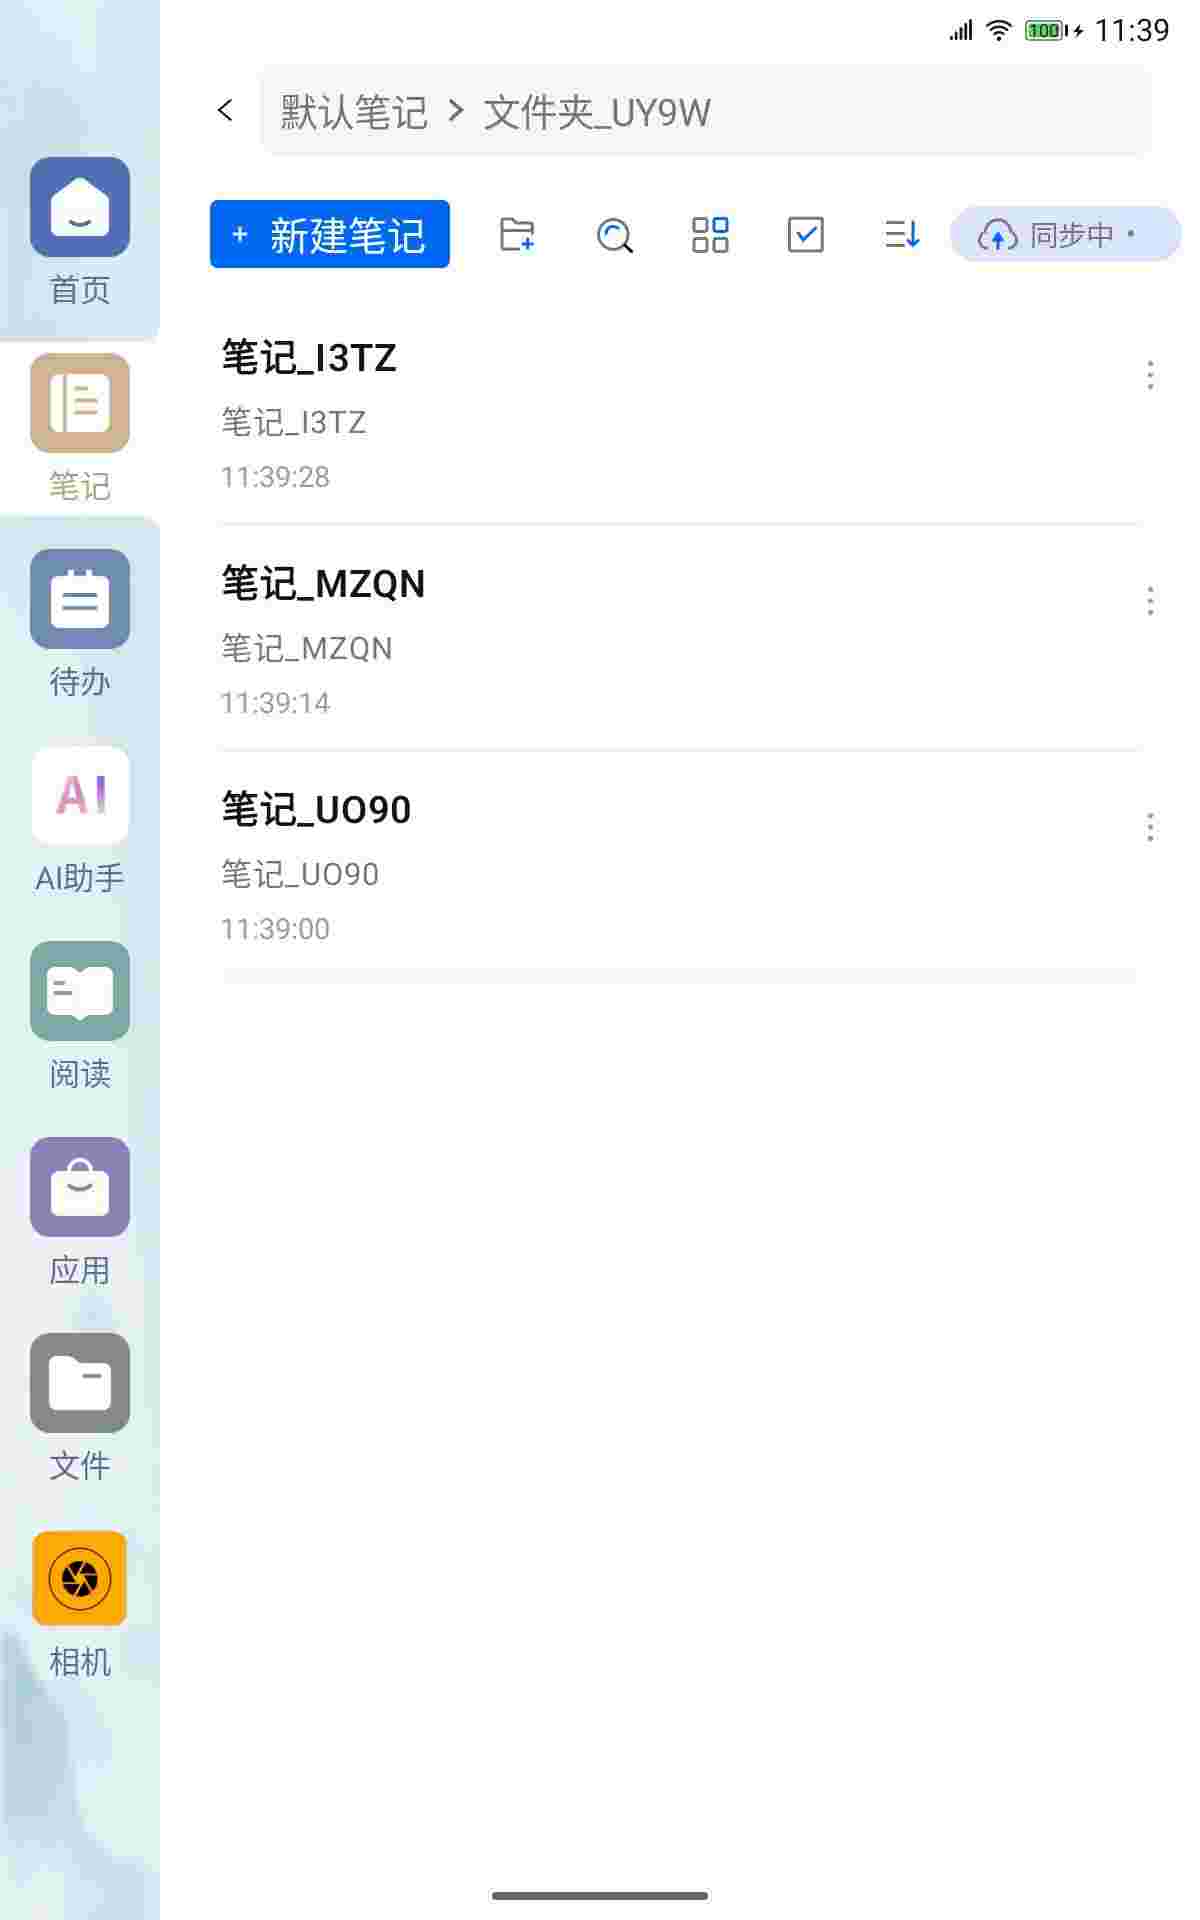 100 11:39
默认笔记 > 文件夹_UY9W
+ 新建笔记
同步中
首页
笔记
待办
AI
AI助手
阅读
应用
文件
相机
笔记_I3TZ
笔记_I3TZ
11:39:28
笔记_MZQN
笔记_MZQN
11:39:14
笔记_UO90
笔记_UO90
11:39:00